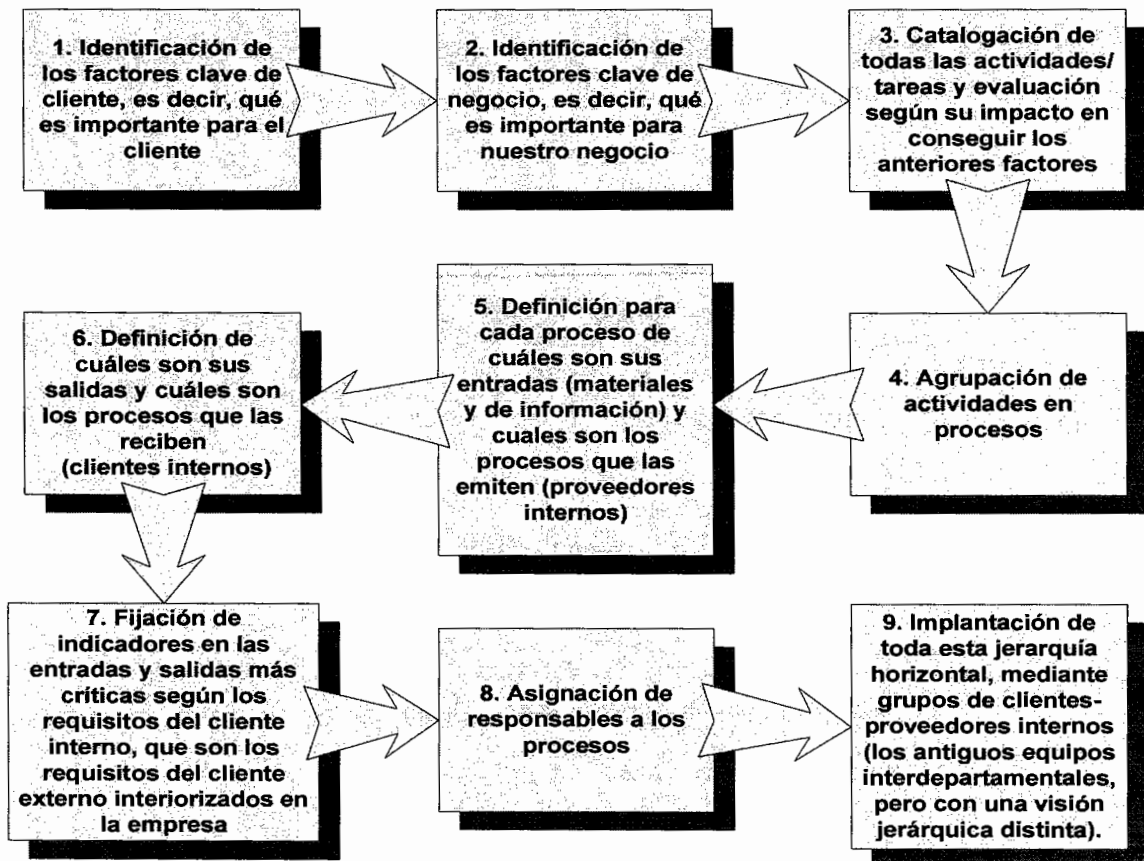 1. Identificación de
los factores clave de
cliente, es decir, qué
es importante para el
cliente
2. Identificación de
los factores clave de
negocio, es decir, qué
es importante para
nuestro negocio
3. Catalogación de
todas las actividades/
tareas y evaluación
según su impacto en
conseguir los
anteriores factores
4. Agrupación de
actividades en
procesos
5. Definición para
cada proceso de
cuáles son sus
entradas (materiales
y de información) y
cuales son los
procesos que las
emiten (proveedores
internos)
6. Definición de
cuáles son sus
salidas y cuáles son
los procesos que las
reciben
(clientes internos)
7. Fijación de
indicadores en las
entradas y salidas más
críticas según los
requisitos del cliente
interno, que son los
requisitos del cliente
externo interiorizados en
la empresa
8. Asignación de
responsables a los
procesos
9. Implantación de
toda esta jerarquía
horizontal, mediante
grupos de clientes-
proveedores internos
(los antiguos equipos
interdepartamentales,
pero con una visión
jerárquica distinta).